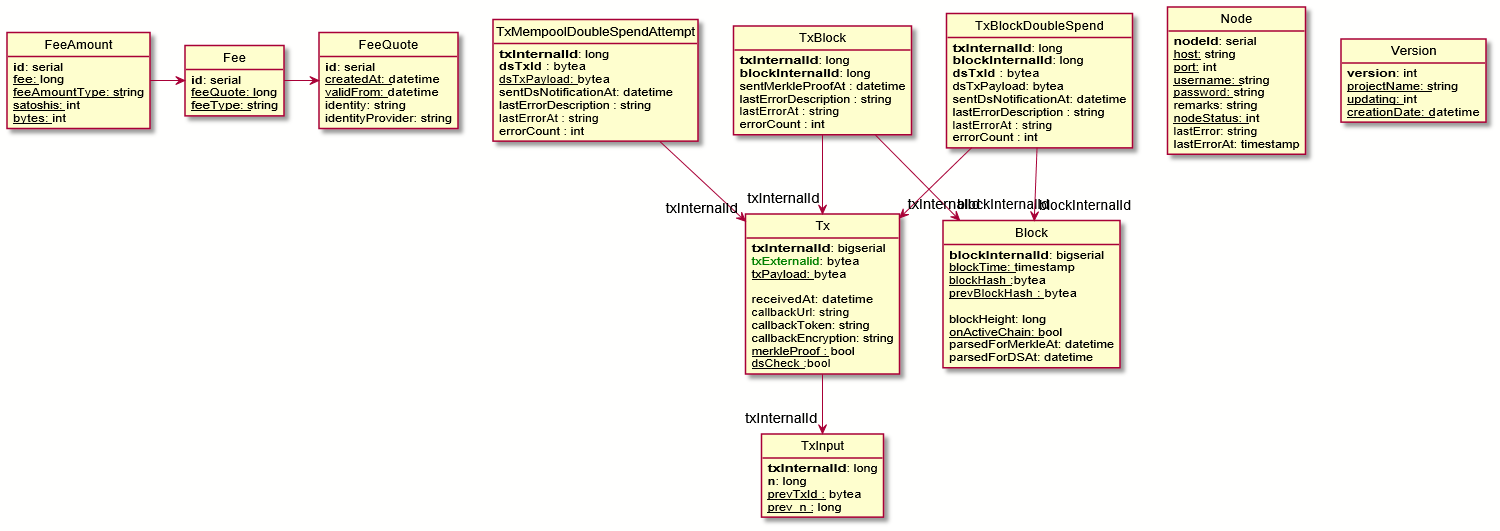 FeeAmount
id: serial
fee: long
feeAmountType: string
satoshis: int
bytes: int
Fee
id: serial
feeQuote: long
feeType: string
FeeQuote
id: serial
createdAt: datetime
validFrom: datetime
identity: string
identityProvider: string
TxMempoolDoubleSpendAttempt
txInternalId: long
dsTxId : bytea
dsTxPayload: bytea
sentDsNotificationAt: datetime
lastErrorDescription : string
lastErrorAt : string
errorCount : int
TxBlock
txInternalId: long
blockInternalId: long
sentMerkleProofAt : datetime
lastErrorDescription : string
lastErrorAt : string
errorCount : int
TxBlockDoubleSpend
txInternalId: long
blockInternalId: long
dsTxId : bytea
dsTxPayload: bytea
sentDsNotificationAt: datetime
lastErrorDescription : string
lastErrorAt : string
errorCount : int
Node
nodeId: serial
host: string
port: int
username: string
password: string
remarks: string
nodeStatus: int
lastError: string
lastErrorAt: timestamp
Version
version: int
projectName: string
updating: int
creationDate: datetime
txInternalId
txInternalId
txInternalId
blockInternalId
blockInternalId
Tx
txInternalId: bigserial
txExternalid: bytea
txPayload: bytea
receivedAt: datetime
callbackUrl: string
callbackToken: string
callbackEncryption: string
merkleProof : bool
dsCheck :bool
Block
blockInternalId: bigserial
blockTime: timestamp
blockHash :bytea
prevBlockHash : bytea
blockHeight: long
onActiveChain: bool
parsedForMerkleAt: datetime
parsedForDSAt: datetime
txInternalId
TxInput
txInternalId: long
n: long
prevTxId : bytea
prev_n : long